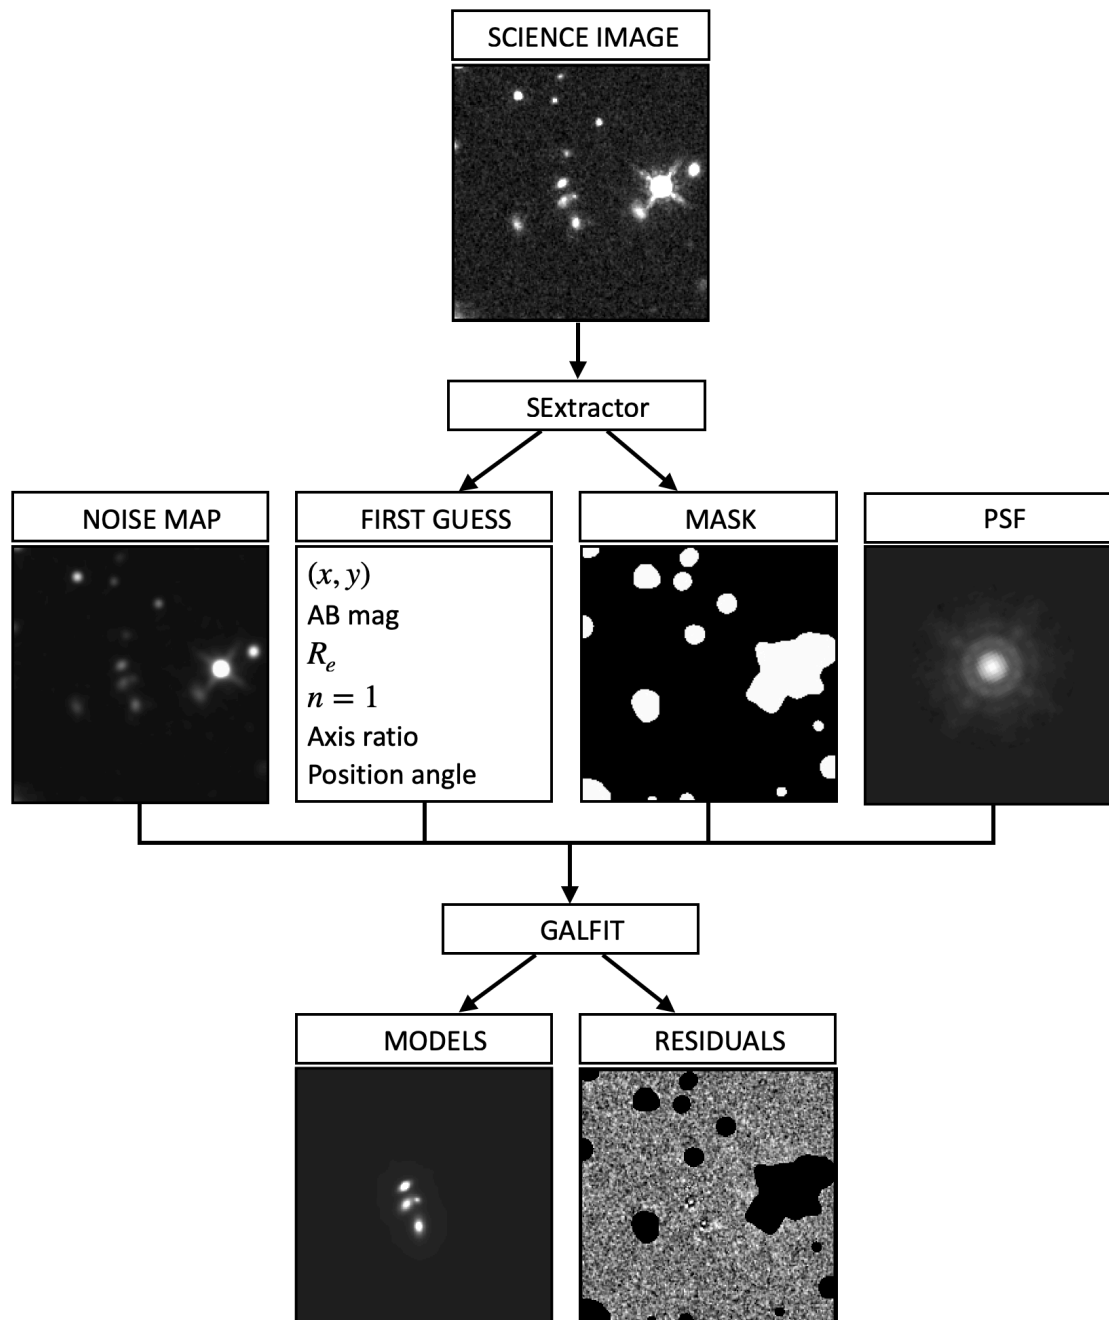 SCIENCE IMAGE
SExtractor
NOISE MAP
FIRST GUESS
MASK
PSF
(x, y)
AB mag
Rₑ
n = 1
Axis ratio
Position angle
GALFIT
MODELS
RESIDUALS